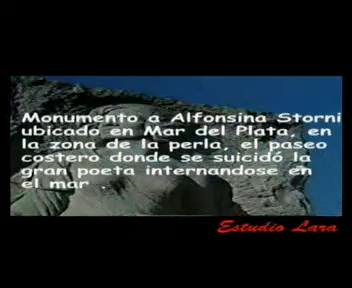 Monumento a Alfonsina Storni
ubicado en Mar del Plata, en
la zona de la perla, el paseo
costero donde se suicidó la
gran poeta internandose en
el mar .
Estudio Lara